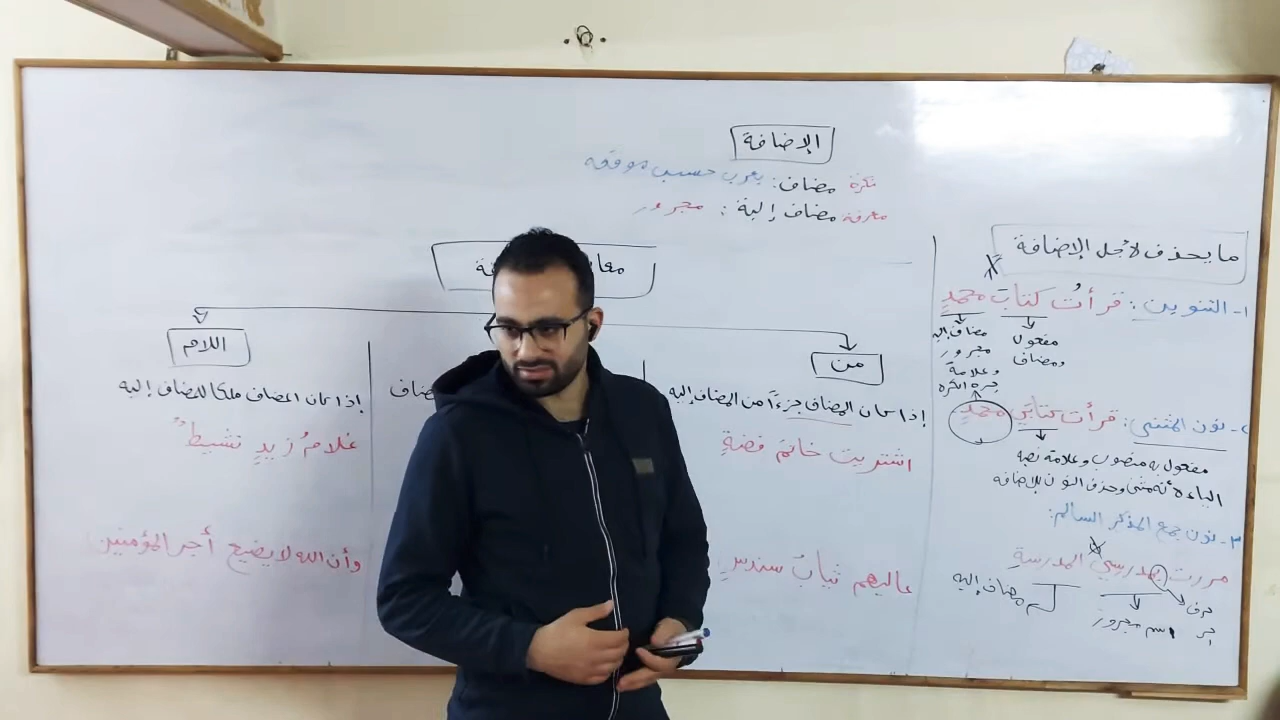 الإضافة
نكرة مضاف: يعرب حسب موقعه
معرفة مضاف إلية: مجرور
ما يحذف لأجل الإضافة
١- التنوين: قرأتُ كتابَ محمدٍ
مفعول ومضاف
مضاف إليه مجرور وعلامة جره الكسرة
- نون المثنى: قرأت كتابي محمدٍ
مفعول به منصوب وعلامة نصبه
الياء لأنه مثنى وحذف النون للإضافة
٣- نون جمع المذكر السالم:
مررت بمدرسي المدرسةِ
حرف جر
اسم مجرور
مضاف إليه
من
إذا كان المضاف جزءًا من المضاف إليه
اشتريت خاتمَ فضةٍ
عاليهم ثيابُ سندسٍ
اللام
إذا كان المضاف ملكا للمضاف إليه
غلامُ زيدٍ نشيطٌ
وأن الله لا يضيع أجر المؤمنين